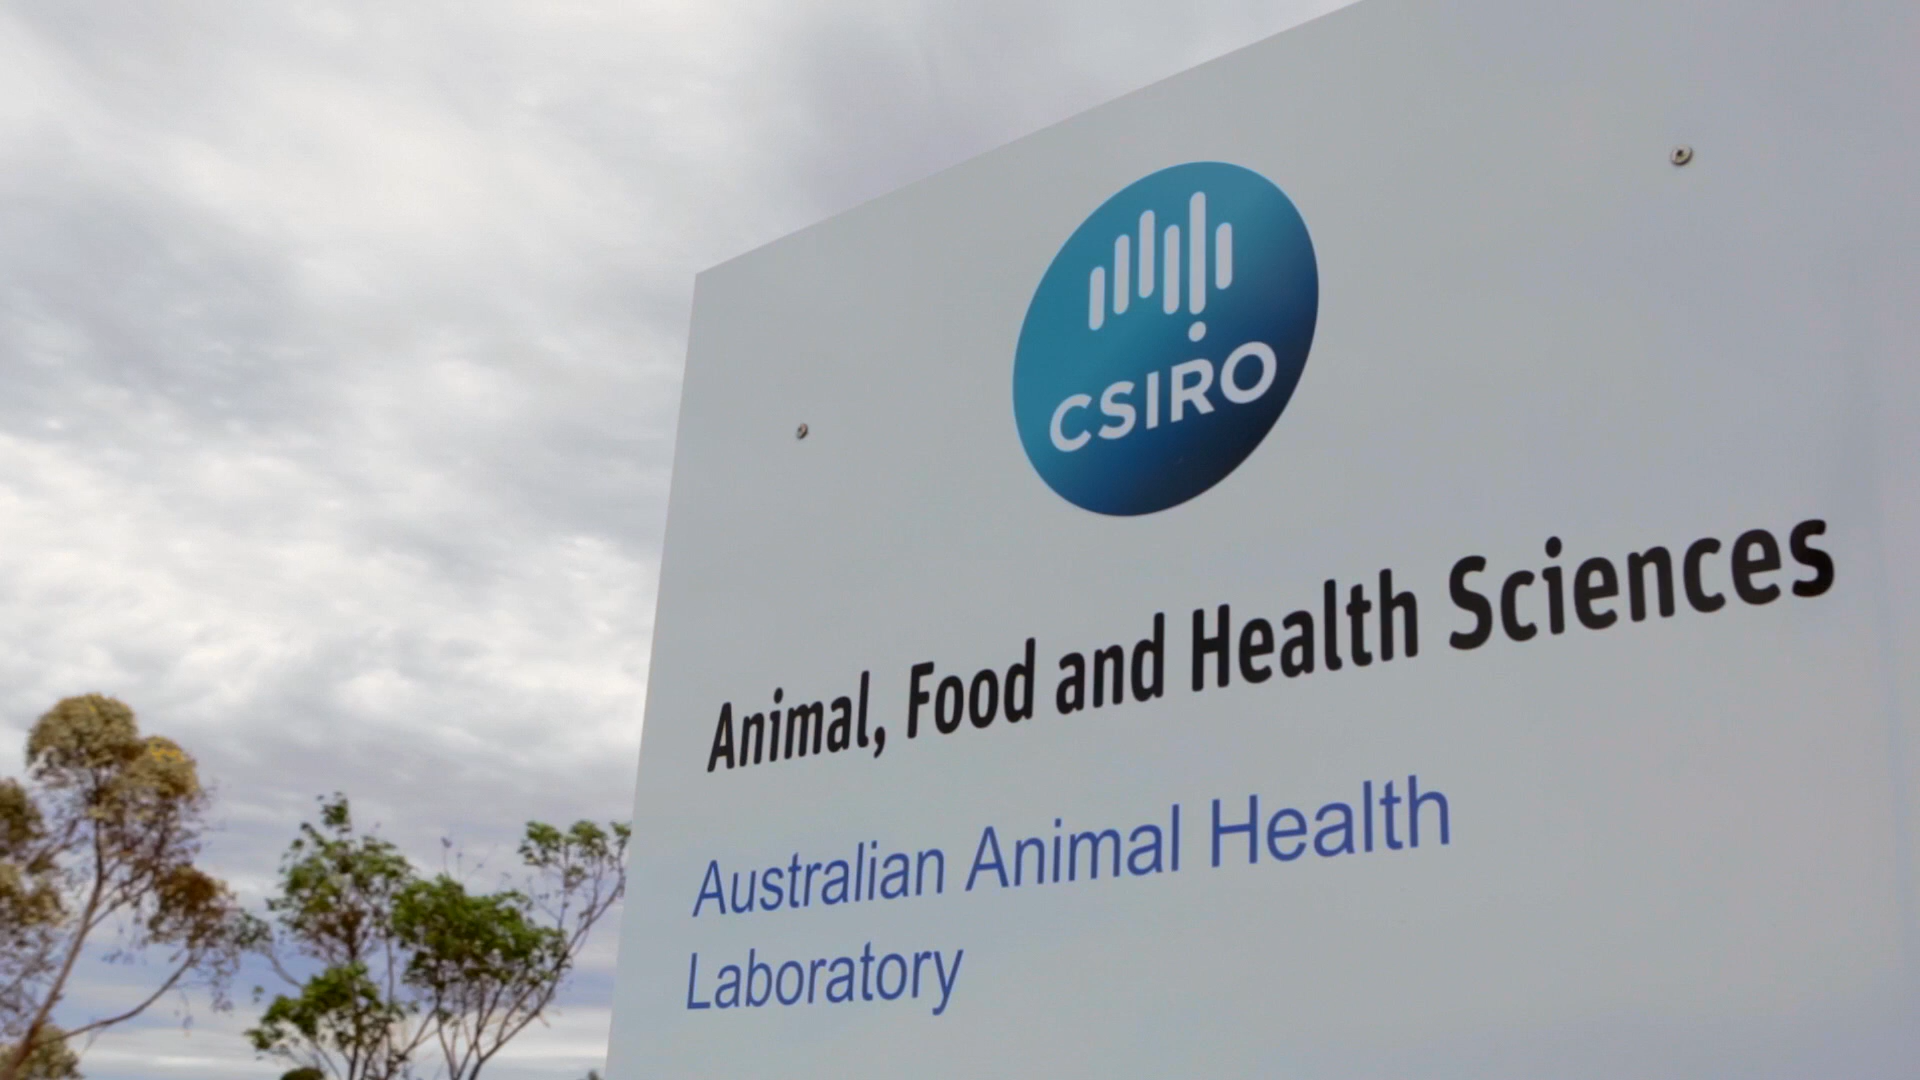 CSIRO
Animal, Food and Health Sciences
Australian Animal Health
Laboratory